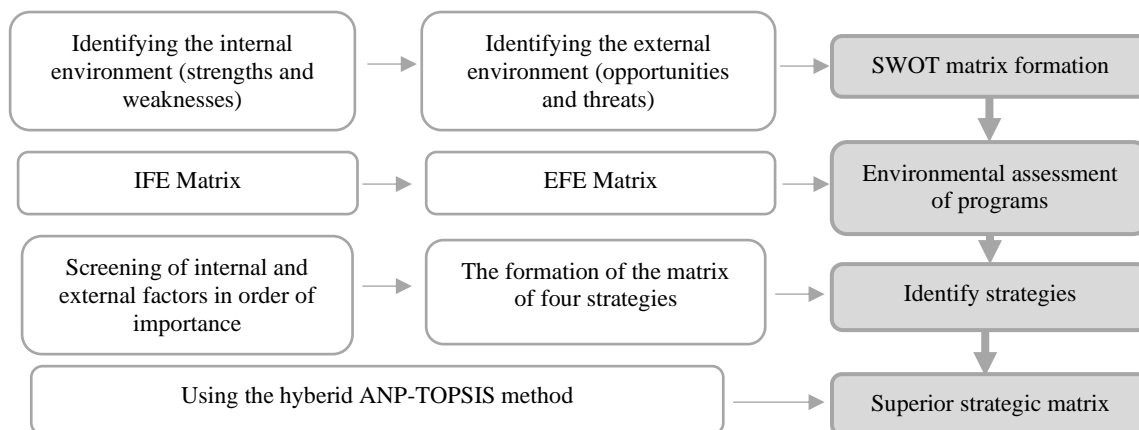 Identifying the internal
environment (strengths and
weaknesses)
Identifying the external
environment (opportunities
and threats)
SWOT matrix formation
IFE Matrix
EFE Matrix
Environmental assessment
of programs
Screening of internal and
external factors in order of
importance
The formation of the matrix
of four strategies
Identify strategies
Using the hyberid ANP-TOPSIS method
Superior strategic matrix